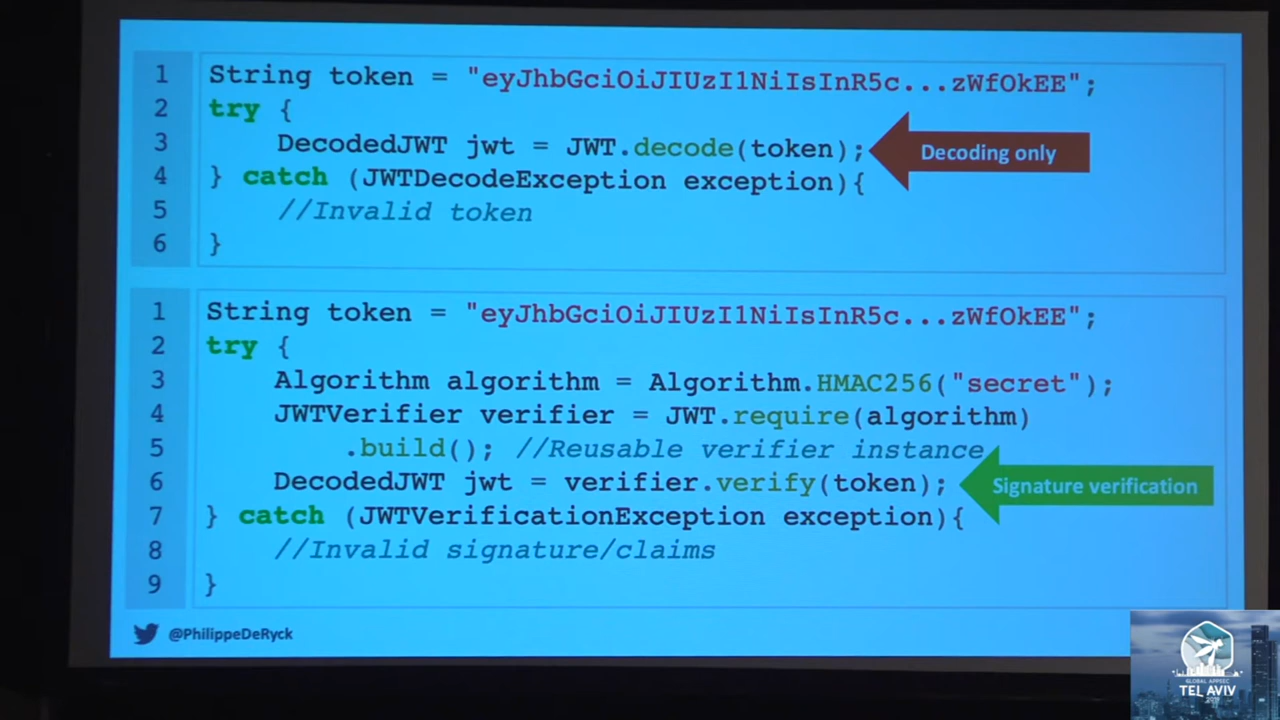 1 String token = "eyJhbGciOiJIUzI1NiIsInR5c...zWfOkEE";
2 try {
3 DecodedJWT jwt = JWT.decode(token);
Decoding only
4 } catch (JWTDecodeException exception){
5 //Invalid token
6 }
1 String token = "eyJhbGciOiJIUzI1NiIsInR5c...zWfOkEE";
2 try {
3 Algorithm algorithm = Algorithm.HMAC256("secret");
4 JWTVerifier verifier = JWT.require(algorithm)
5 .build(); //Reusable verifier instance
6 DecodedJWT jwt = verifier.verify(token);
Signature verification
7 } catch (JWTVerificationException exception){
8 //Invalid signature/claims
9 }
@PhilippeDeRyck
GLOBAL APPSEC
TEL AVIV